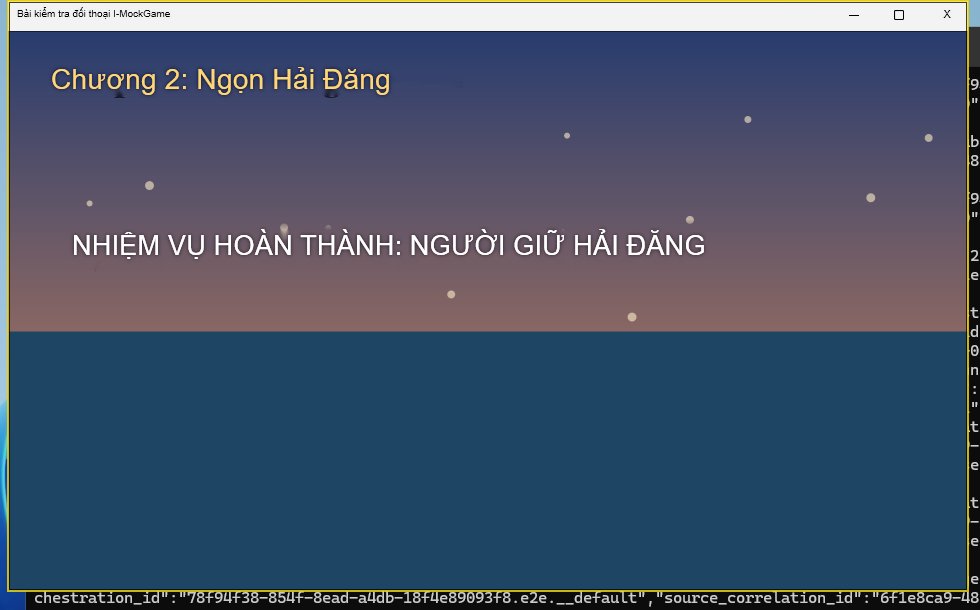 Bài kiểm tra đối thoại I-MockGame
Chương 2: Ngọn Hải Đăng
NHIỆM VỤ HOÀN THÀNH: NGƯỜI GIỮ HẢI ĐĂNG
chestration_id":"78f94f38-854f-8ead-a4db-18f4e89093f8.e2e.__default","source_correlation_id":"6f1e8ca9-4